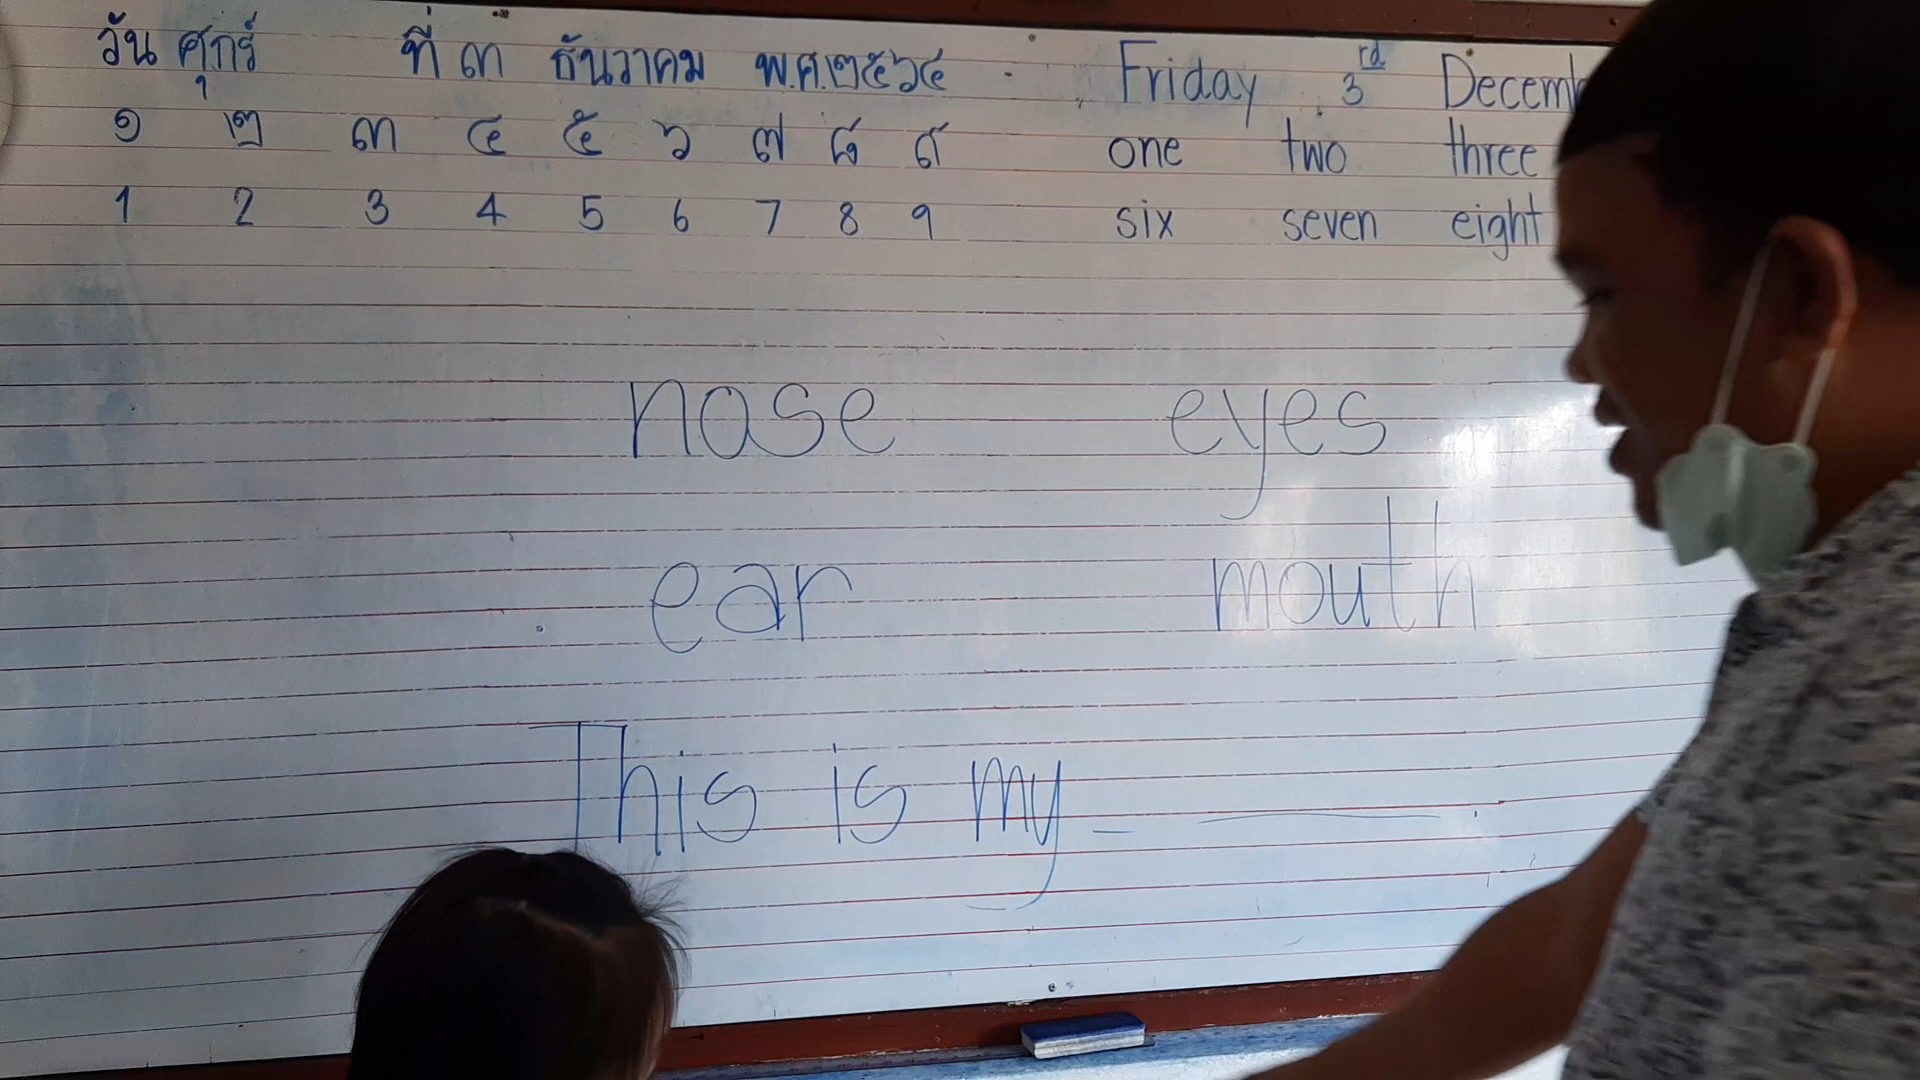 วัน ศุกร์ ที่ ๓ ธันวาคม พ.ศ.๒๕๖๔ Friday 3rd
๑ ๒ ๓ ๔ ๕ ๖ ๗ ๘ ๙ one two three
1 2 3 4 5 6 7 8 9 six seven eight
nose eyes
ear mouth
This is my